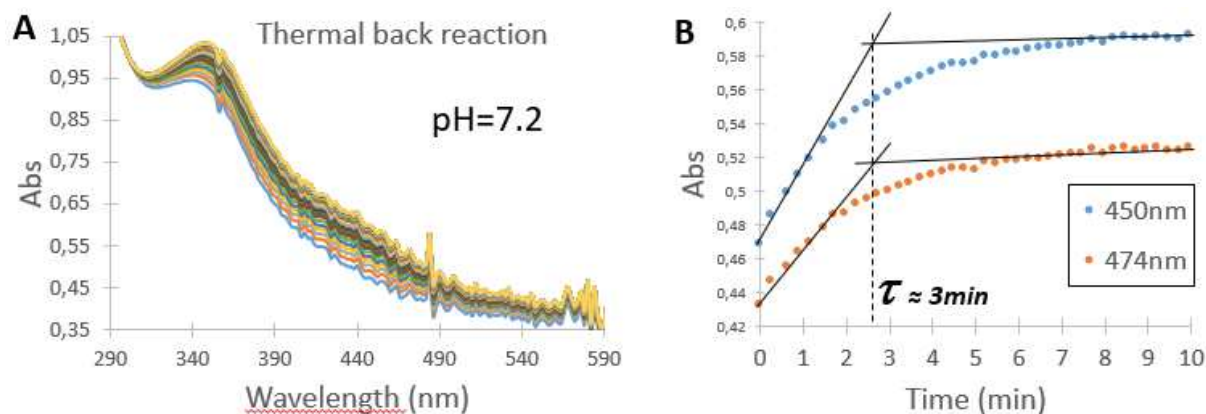 A
Thermal back reaction
pH=7.2
Abs
1,05
0,95
0,85
0,75
0,65
0,55
0,45
0,35
290 340 390 440 490 540 590
Wavelength (nm)
B
Abs
0,6
0,58
0,56
0,54
0,52
0,5
0,48
0,46
0,44
0,42
450nm
474nm
τ ≈ 3min
0 1 2 3 4 5 6 7 8 9 10
Time (min)